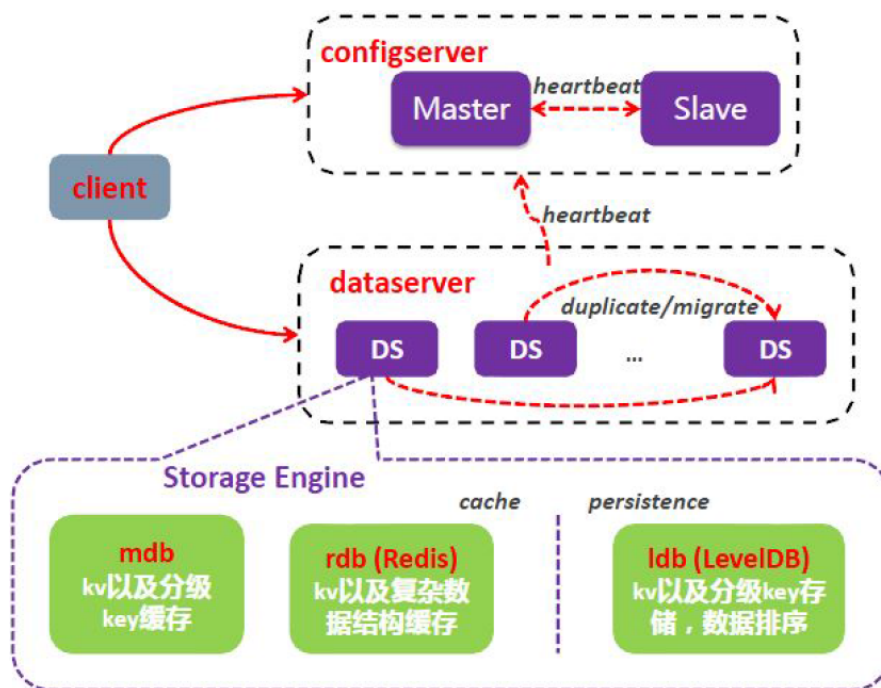 configserver
heartbeat
Master
Slave
client
heartbeat
dataserver
duplicate/migrate
DS
DS
...
DS
Storage Engine
cache
persistence
mdb
kv以及分级
key缓存
rdb (Redis)
kv以及复杂数
据结构缓存
ldb (LevelDB)
kv以及分级key存
储，数据排序